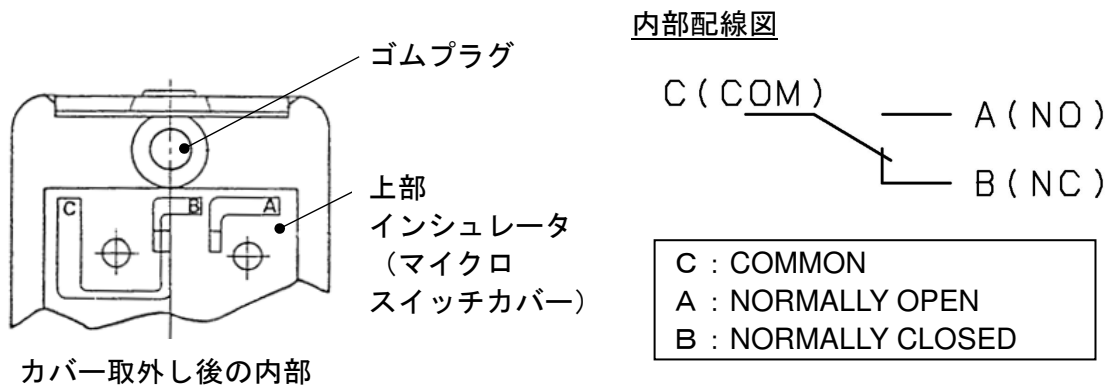 ゴムプラグ
上部
インシュレータ
(マイクロ
スイッチカバー)
C
B
A
カバー取外し後の内部
内部配線図
C(COM)
A(NO)
B(NC)
C:COMMON
A:NORMALLY OPEN
B:NORMALLY CLOSED